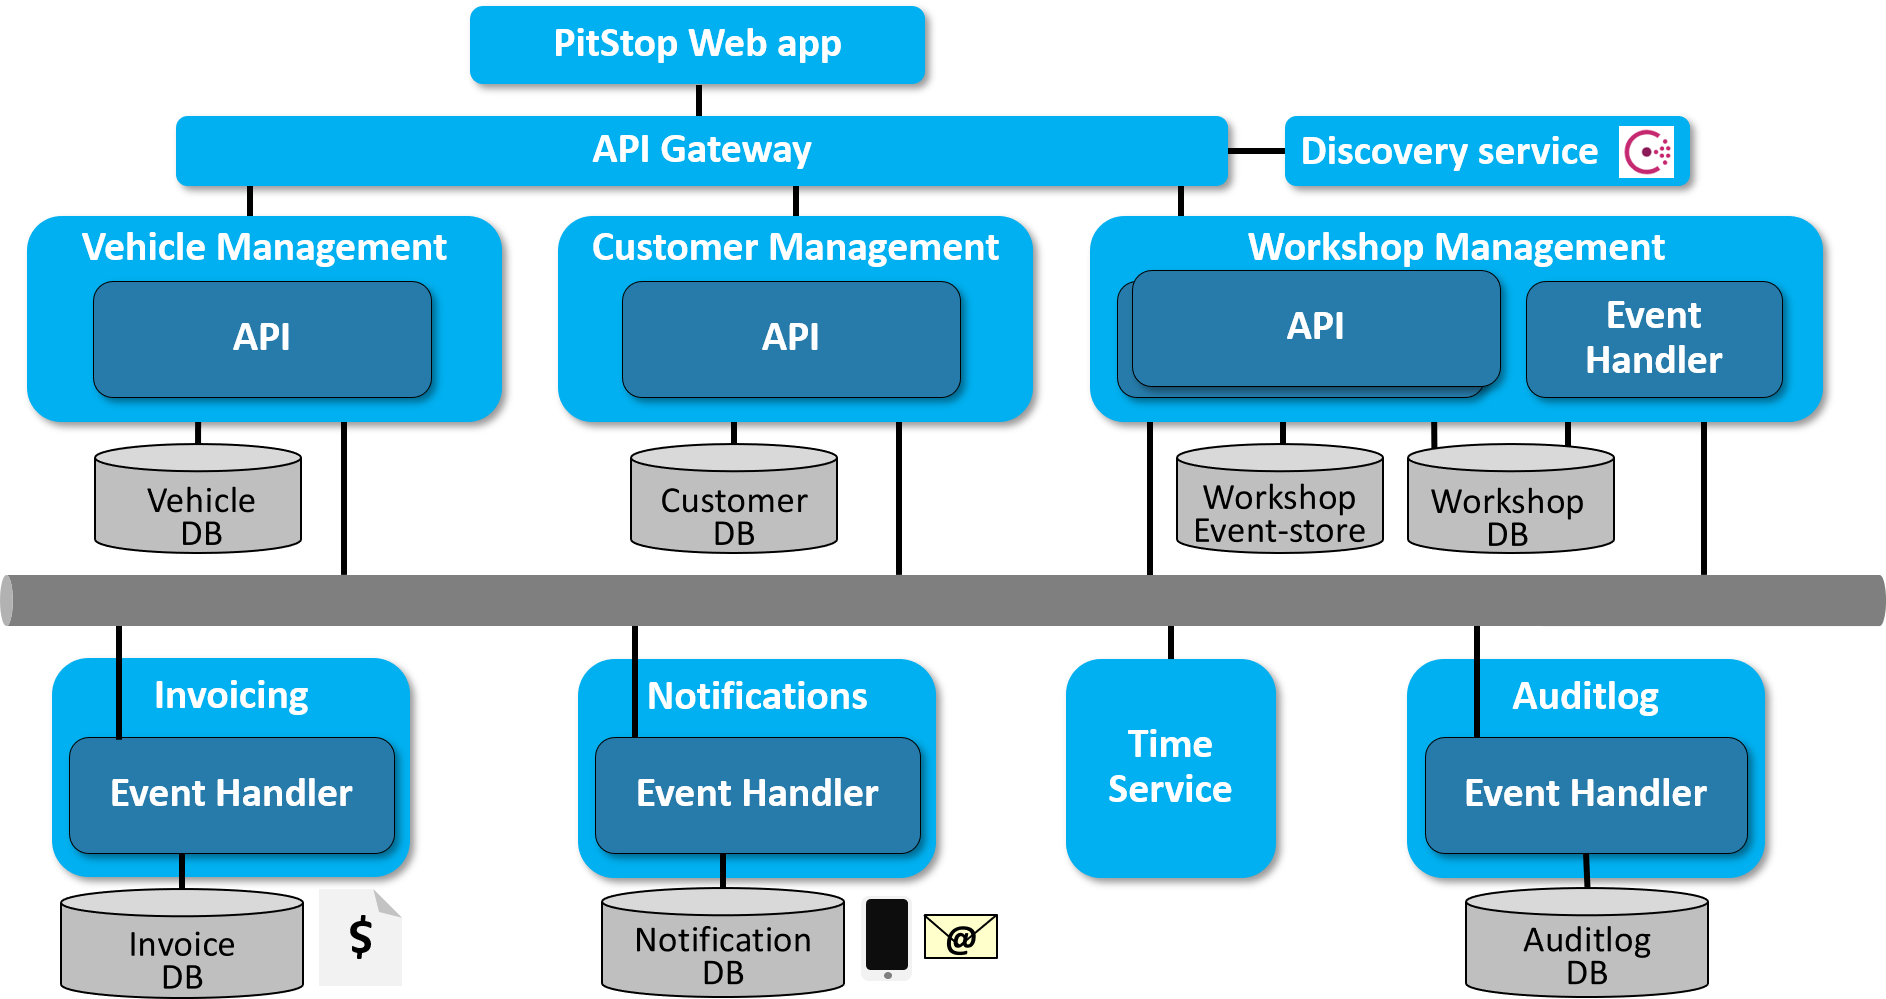 PitStop Web app
API Gateway
Discovery service
Vehicle Management
API
Customer Management
API
Workshop Management
API
Event
Handler
Vehicle
DB
Customer
DB
Workshop
Event-store
Workshop
DB
Invoicing
Event Handler
Notifications
Event Handler
Time
Service
Auditlog
Event Handler
Invoice
DB
$
Notification
DB
@
Auditlog
DB